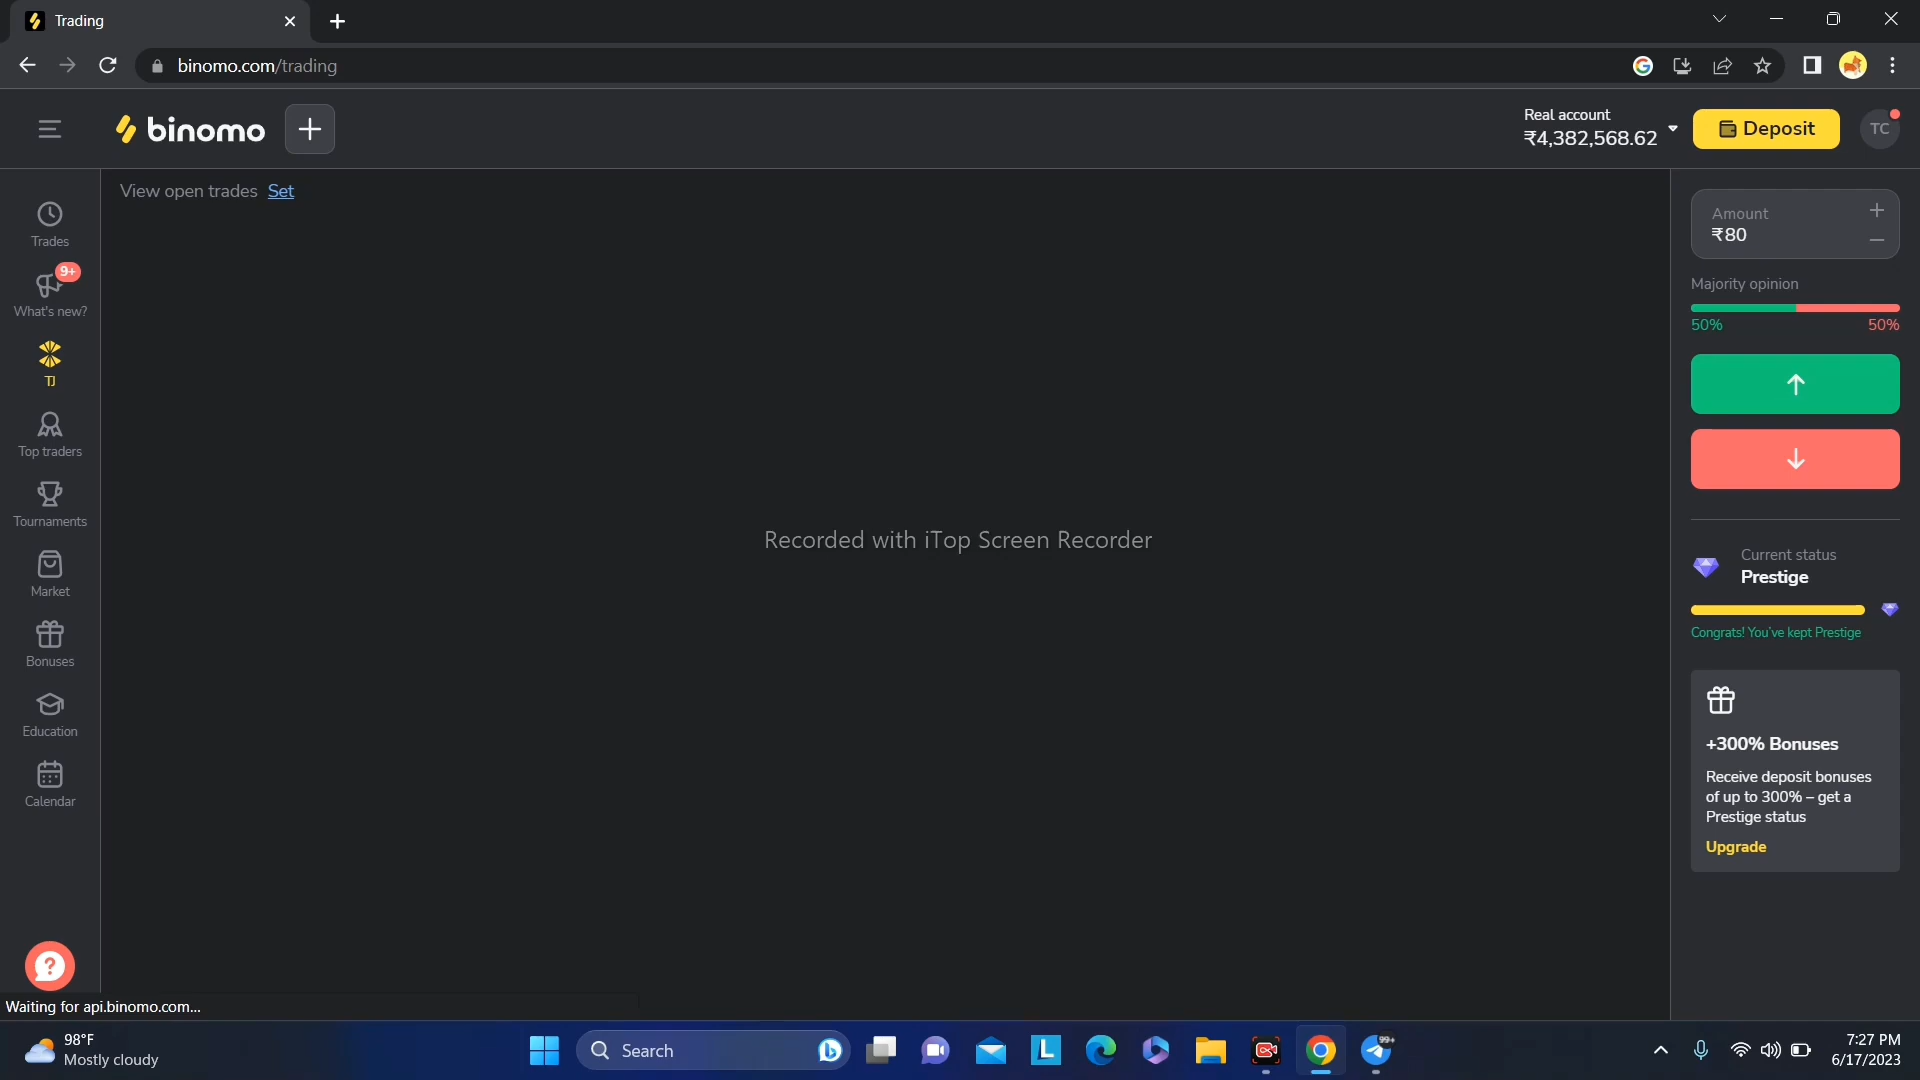 Trading
binomo.com/trading
binomo
Real account
₹4,382,568.62
Deposit
TC
View open trades Set
Trades
9+
What's new?
TJ
Top traders
Tournaments
Market
Bonuses
Education
Calendar
Recorded with iTop Screen Recorder
Amount
₹80
Majority opinion
50% 50%
Current status
Prestige
Congrats! You've kept Prestige
+300% Bonuses
Receive deposit bonuses
of up to 300% – get a
Prestige status
Upgrade
Waiting for api.binomo.com...
98°F
Mostly cloudy
Search
L
99+
7:27 PM
6/17/2023